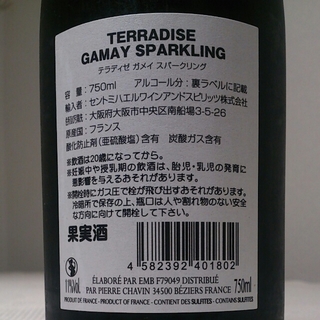 TERRADISE
GAMAY SPARKLING
テラディゼ ガメイ スパークリング
容量:750ml アルコール分:裏ラベルに記載
輸入者:セントミハエルワインアンドスピリッツ株式会社
大阪府大阪市中央区南船場3-5-26
原産国:フランス
酸化防止剤(亜硫酸塩)含有 炭酸ガス含有
※飲酒は20歳になってから。
※妊娠中や授乳期の飲酒は、胎児・乳児の発育に
悪影響を与えるおそれがあります。
※開栓時にガス圧で栓が飛び出すおそれがあります。
冷暗所で保存の上、瓶口は人や割れ物のない安全
な方向に向けて開栓して下さい。
果実酒
4 582392 401802
11%Vol
750ml
ÉLABORÉ PAR EMB F79049 DISTRIBUÉ
PAR PIERRE CHAVIN 34500 BÉZIERS FRANCE
PRODUCT OF FRANCE - PRODUIT DE FRANCE - CONTAINS SULFITES - CONTIENT DES SULFITES